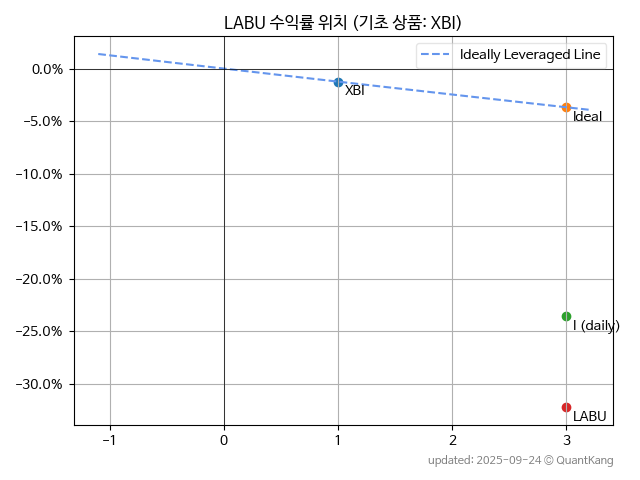 LABU 수익률 위치 (기초 상품: XBI)
Ideally Leveraged Line
0.0%
XBI
Ideal
−5.0%
−10.0%
−15.0%
−20.0%
I (daily)
−25.0%
−30.0%
LABU
−1 0 1 2 3
updated: 2025-09-24 © QuantKang